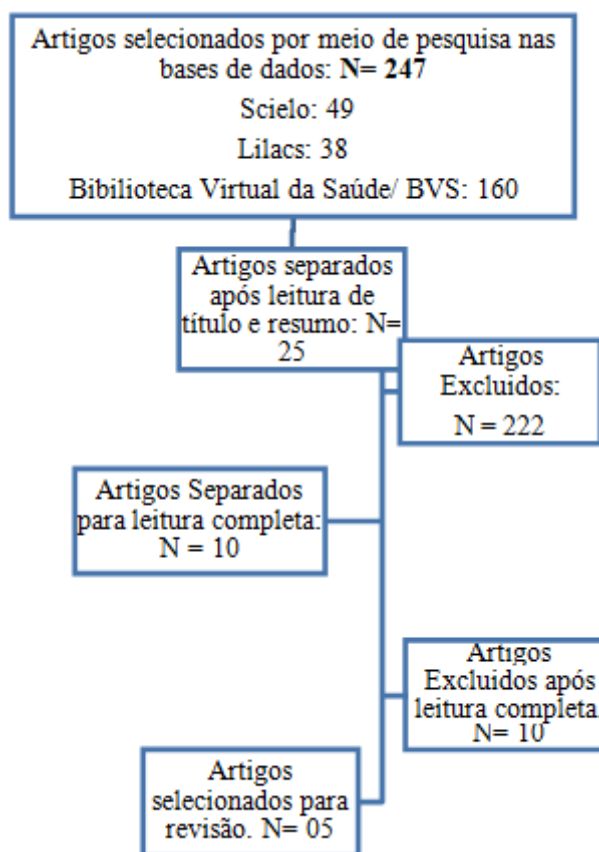 Artigos selecionados por meio de pesquisa nas
bases de dados: N= 247
Scielo: 49
Lilacs: 38
Bibilioteca Virtual da Saúde/ BVS: 160
Artigos separados
após leitura de
título e resumo: N=
25
Artigos
Excluidos:
N = 222
Artigos Separados
para leitura completa:
N = 10
Artigos
Excluidos após
leitura completa.
N= 10
Artigos
selecionados para
revisão. N= 05